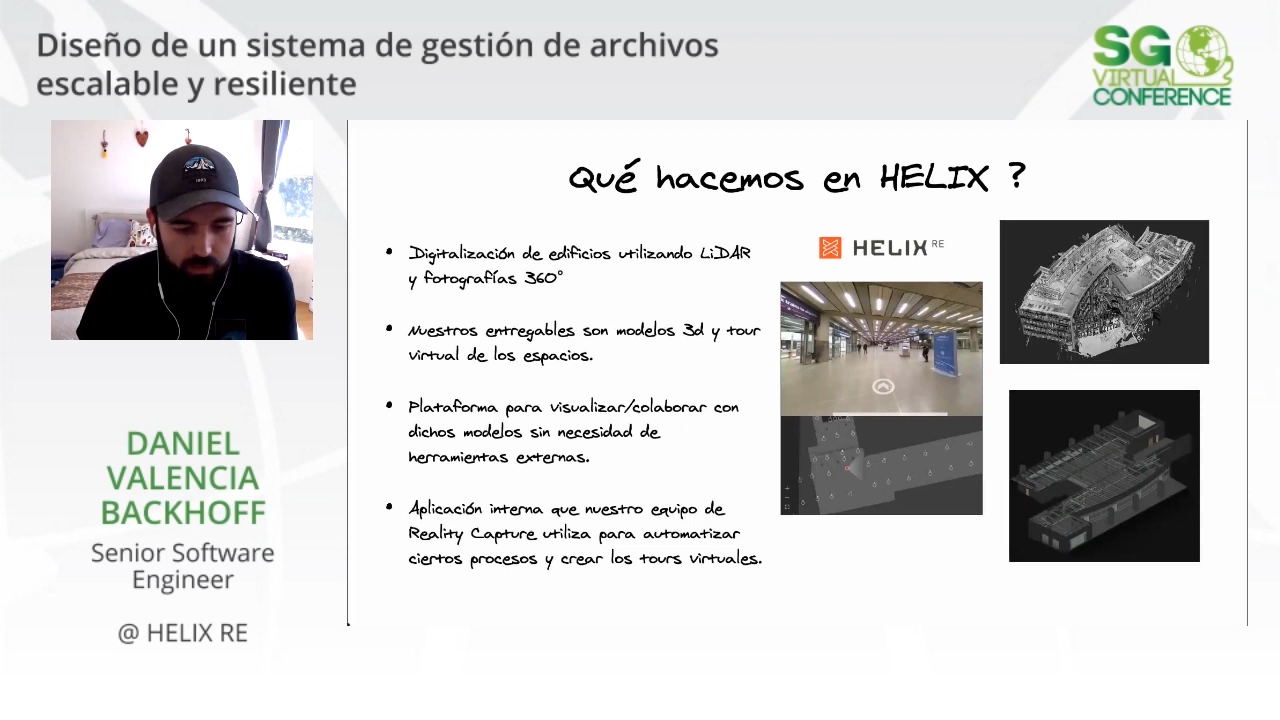 Diseño de un sistema de gestión de archivos
escalable y resiliente
SG
VIRTUAL
CONFERENCE
Qué hacemos en HELIX ?
• Digitalización de edificios utilizando LiDAR
y fotografías 360°
• Nuestros entregables son modelos 3d y tour
virtual de los espacios.
• Plataforma para visualizar/colaborar con
dichos modelos sin necesidad de
herramientas externas.
• Aplicación interna que nuestro equipo de
Reality Capture utiliza para automatizar
ciertos procesos y crear los tours virtuales.
HELIX RE
DANIEL
VALENCIA
BACKHOFF
Senior Software
Engineer
@ HELIX RE